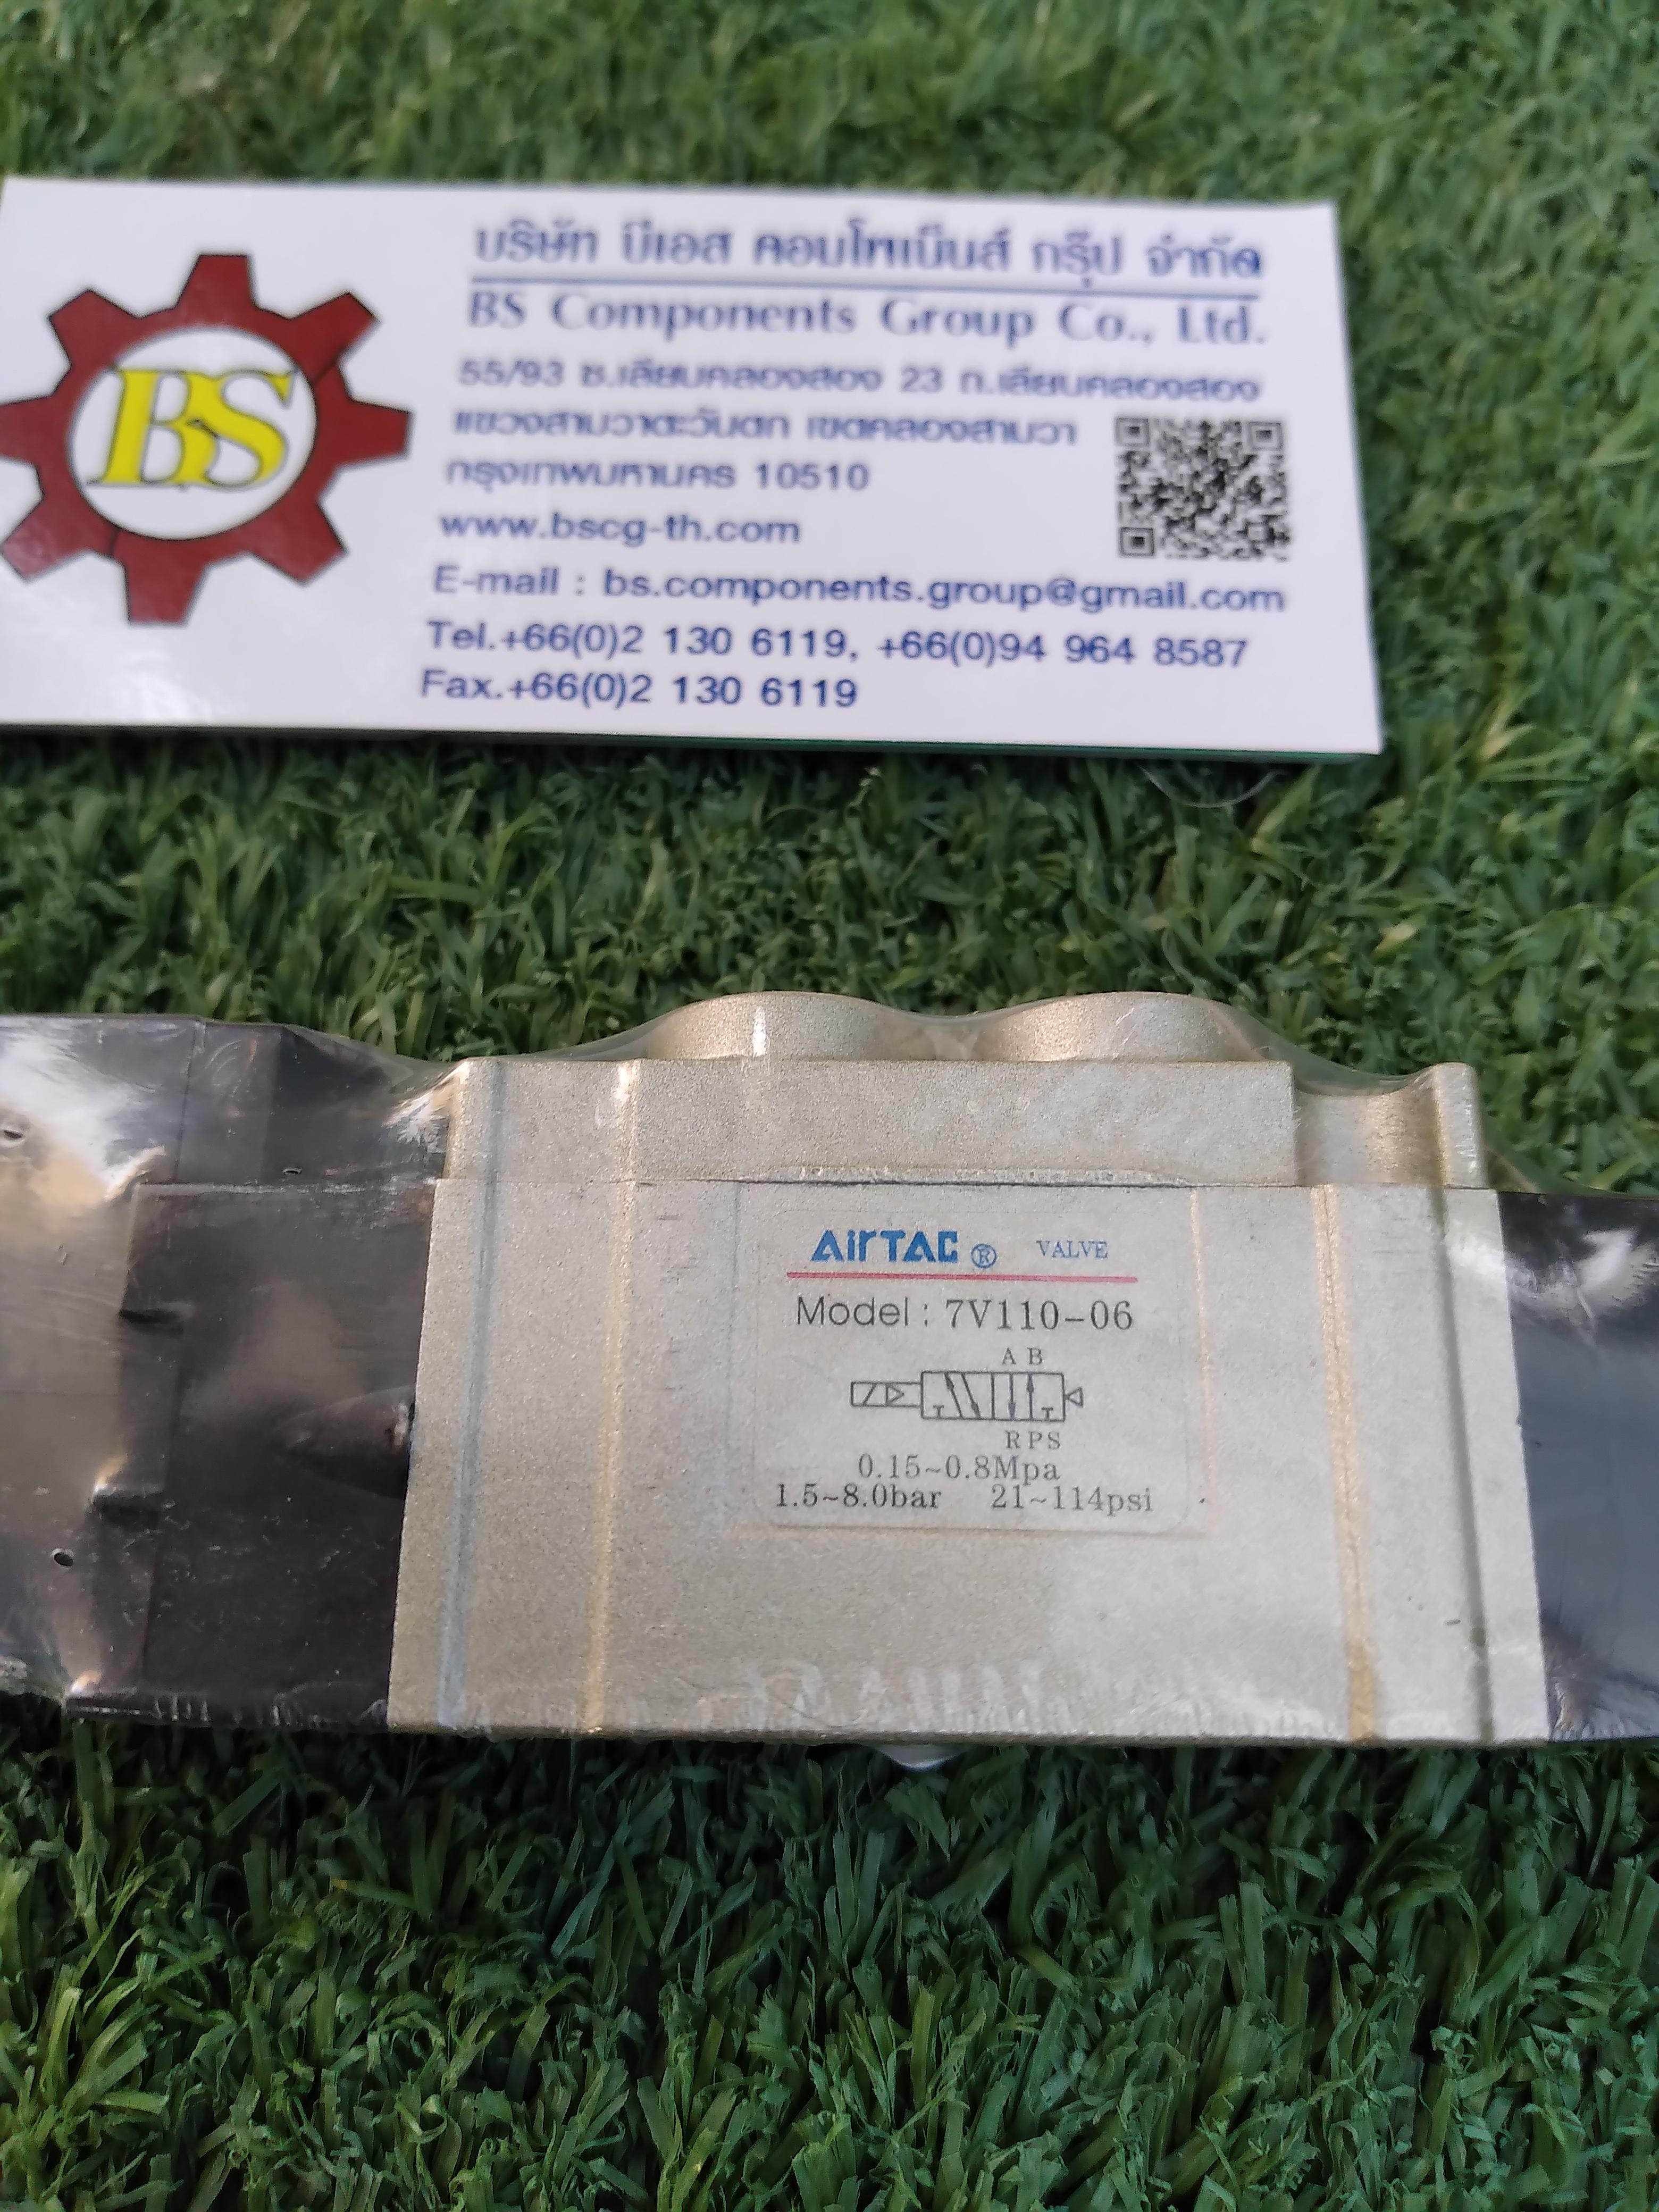 BS
บริษัท บีเอส คอมโพเน็นส์ กรุ๊ป จำกัด
BS Components Group Co., Ltd.
55/93 ซ.เลียบคลองสอง 23 ถ.เลียบคลองสอง
แขวงสามวาตะวันตก เขตคลองสามวา
กรุงเทพมหานคร 10510
www.bscg-th.com
E-mail : bs.components.group@gmail.com
Tel.+66(0)2 130 6119, +66(0)94 964 8587
Fax.+66(0)2 130 6119
AirTAC ® VALVE
Model : 7V110-06
A B
R P S
0.15~0.8Mpa
1.5~8.0bar 21~114psi